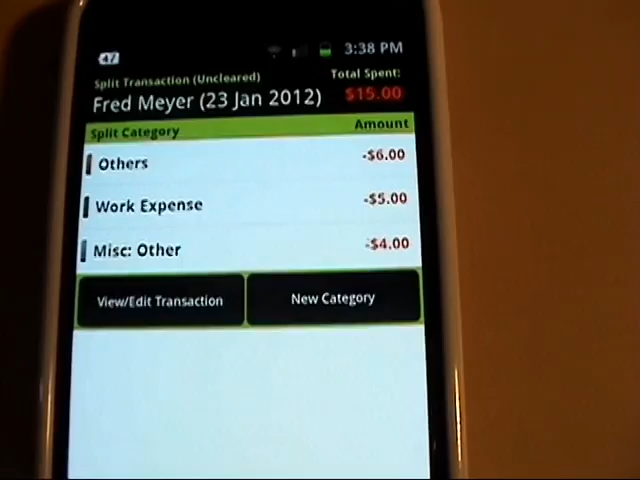 47 3:38 PM
Split Transaction (Uncleared) Total Spent:
Fred Meyer (23 Jan 2012) $15.00
Split Category Amount
Others -$6.00
Work Expense -$5.00
Misc: Other -$4.00
View/Edit Transaction New Category